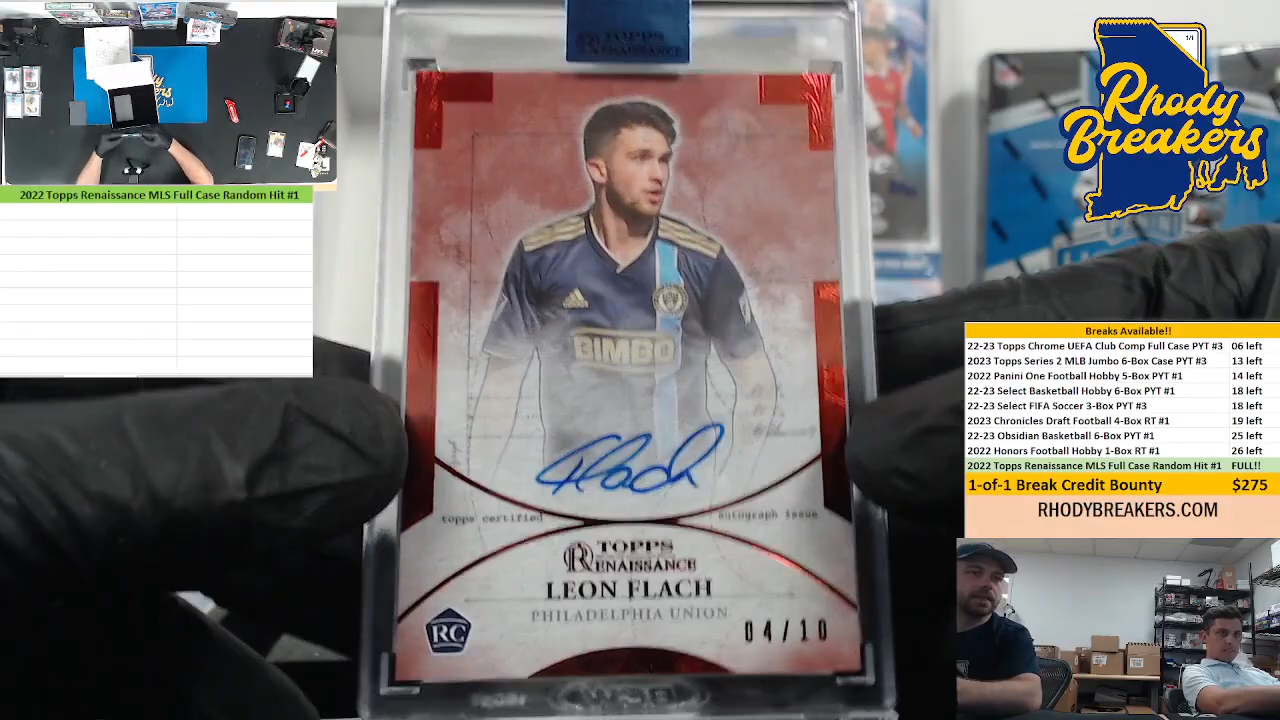 2022 Topps Renaissance MLS Full Case Random Hit #1
TOPPS
RENAISSANCE
BIMBO
Flach
topps certified autograph issue
TOPPS
RENAISSANCE
LEON FLACH
PHILADELPHIA UNION
RC
04/10
1/1
Rhody
Breakers
Breaks Available!!
22-23 Topps Chrome UEFA Club Comp Full Case PYT #3 06 left
2023 Topps Series 2 MLB Jumbo 6-Box Case PYT #3 13 left
2022 Panini One Football Hobby 5-Box PYT #1 14 left
22-23 Select Basketball Hobby 6-Box PYT #1 18 left
22-23 Select FIFA Soccer 3-Box PYT #3 18 left
2023 Chronicles Draft Football 4-Box RT #1 19 left
22-23 Obsidian Basketball 6-Box PYT #1 25 left
2022 Honors Football Hobby 1-Box RT #1 26 left
2022 Topps Renaissance MLS Full Case Random Hit #1 FULL!!
1-of-1 Break Credit Bounty $275
RHODYBREAKERS.COM